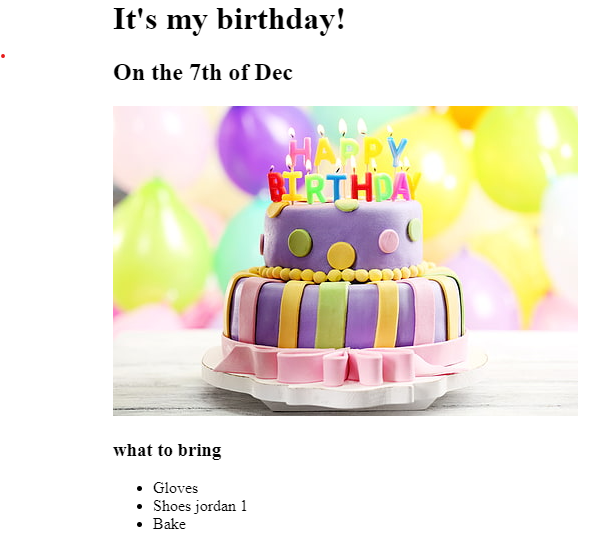 It's my birthday!
On the 7th of Dec
HAPPY
BIRTHDAY
what to bring
Gloves
Shoes jordan 1
Bake